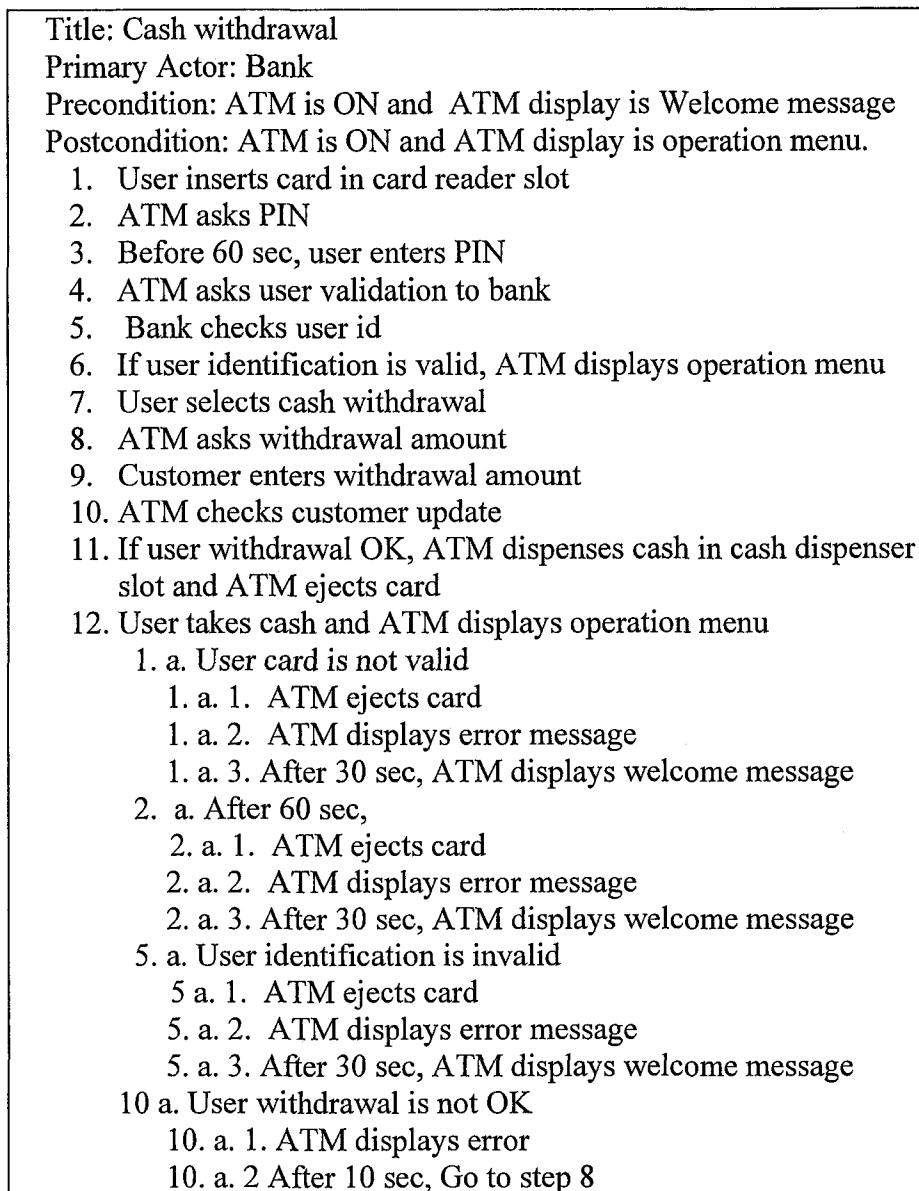 Title: Cash withdrawal
Primary Actor: Bank
Precondition: ATM is ON and ATM display is Welcome message
Postcondition: ATM is ON and ATM display is operation menu.
1. User inserts card in card reader slot
2. ATM asks PIN
3. Before 60 sec, user enters PIN
4. ATM asks user validation to bank
5. Bank checks user id
6. If user identification is valid, ATM displays operation menu
7. User selects cash withdrawal
8. ATM asks withdrawal amount
9. Customer enters withdrawal amount
10. ATM checks customer update
11. If user withdrawal OK, ATM dispenses cash in cash dispenser
slot and ATM ejects card
12. User takes cash and ATM displays operation menu
1. a. User card is not valid
1. a. 1. ATM ejects card
1. a. 2. ATM displays error message
1. a. 3. After 30 sec, ATM displays welcome message
2. a. After 60 sec,
2. a. 1. ATM ejects card
2. a. 2. ATM displays error message
2. a. 3. After 30 sec, ATM displays welcome message
5. a. User identification is invalid
5 a. 1. ATM ejects card
5. a. 2. ATM displays error message
5. a. 3. After 30 sec, ATM displays welcome message
10 a. User withdrawal is not OK
10. a. 1. ATM displays error
10. a. 2 After 10 sec, Go to step 8